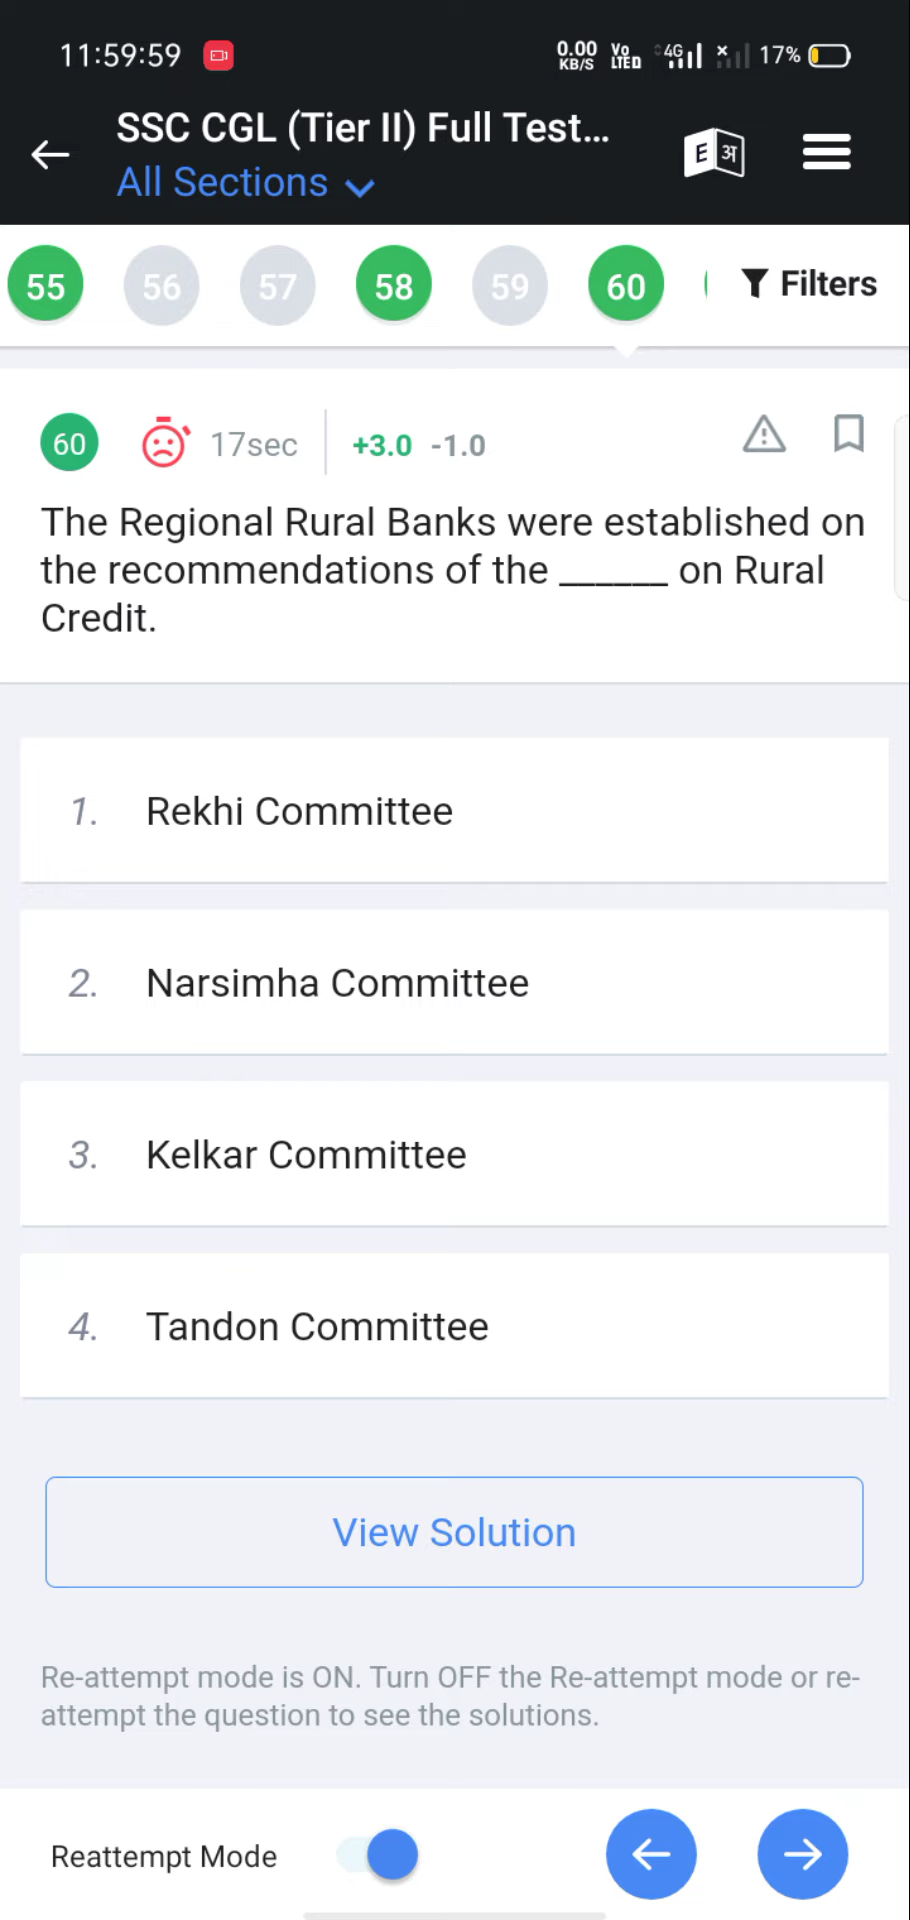 11:59:59 0.00 KB/S Vo LTE 4G 17%
SSC CGL (Tier II) Full Test...
All Sections
E अ
55 56 57 58 59 60 Filters
60 17sec +3.0 -1.0
The Regional Rural Banks were established on
the recommendations of the ______ on Rural
Credit.
1. Rekhi Committee
2. Narsimha Committee
3. Kelkar Committee
4. Tandon Committee
View Solution
Re-attempt mode is ON. Turn OFF the Re-attempt mode or re-
attempt the question to see the solutions.
Reattempt Mode